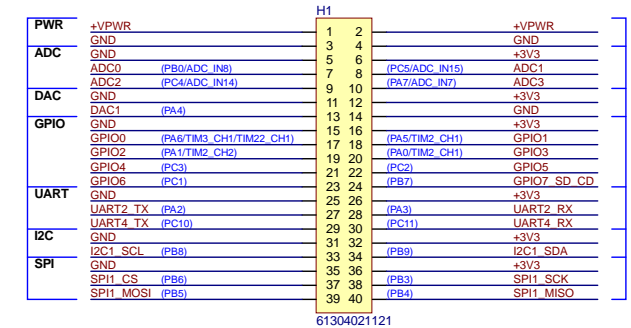 H1
PWR +VPWR 1 2 +VPWR
GND 3 4 GND
ADC GND 5 6 +3V3
ADC0 (PB0/ADC_IN8) 7 8 (PC5/ADC_IN15) ADC1
ADC2 (PC4/ADC_IN14) 9 10 (PA7/ADC_IN7) ADC3
DAC GND 11 12 +3V3
DAC1 (PA4) 13 14 GND
GPIO GND 15 16 +3V3
GPIO0 (PA6/TIM3_CH1/TIM22_CH1) 17 18 (PA5/TIM2_CH1) GPIO1
GPIO2 (PA1/TIM2_CH2) 19 20 (PA0/TIM2_CH1) GPIO3
GPIO4 (PC3) 21 22 (PC2) GPIO5
GPIO6 (PC1) 23 24 (PB7) GPIO7_SD_CD
UART GND 25 26 +3V3
UART2_TX (PA2) 27 28 (PA3) UART2_RX
UART4_TX (PC10) 29 30 (PC11) UART4_RX
I2C GND 31 32 +3V3
I2C1_SCL (PB8) 33 34 (PB9) I2C1_SDA
SPI GND 35 36 +3V3
SPI1_CS (PB6) 37 38 (PB3) SPI1_SCK
SPI1_MOSI (PB5) 39 40 (PB4) SPI1_MISO
61304021121